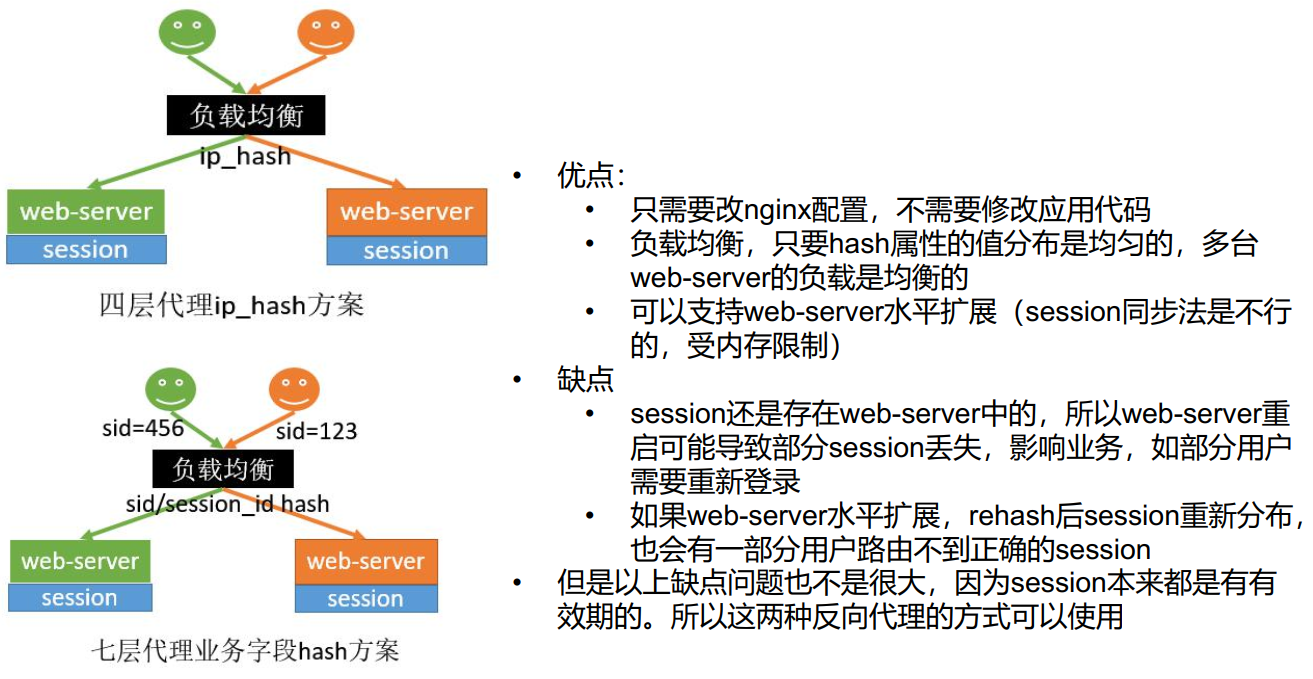 负载均衡
ip_hash
web-server
web-server
session
session
四层代理ip_hash方案
sid=456
sid=123
负载均衡
sid/session_id hash
web-server
web-server
session
session
七层代理业务字段hash方案
• 优点：
• 只需要改nginx配置，不需要修改应用代码
• 负载均衡，只要hash属性的值分布是均匀的，多台
web-server的负载是均衡的
• 可以支持web-server水平扩展（session同步法是不行
的，受内存限制）
• 缺点
• session还是存在web-server中的，所以web-server重
启可能导致部分session丢失，影响业务，如部分用户
需要重新登录
• 如果web-server水平扩展，rehash后session重新分布，
也会有一部分用户路由不到正确的session
• 但是以上缺点问题也不是很大，因为session本来都是有有
效期的。所以这两种反向代理的方式可以使用